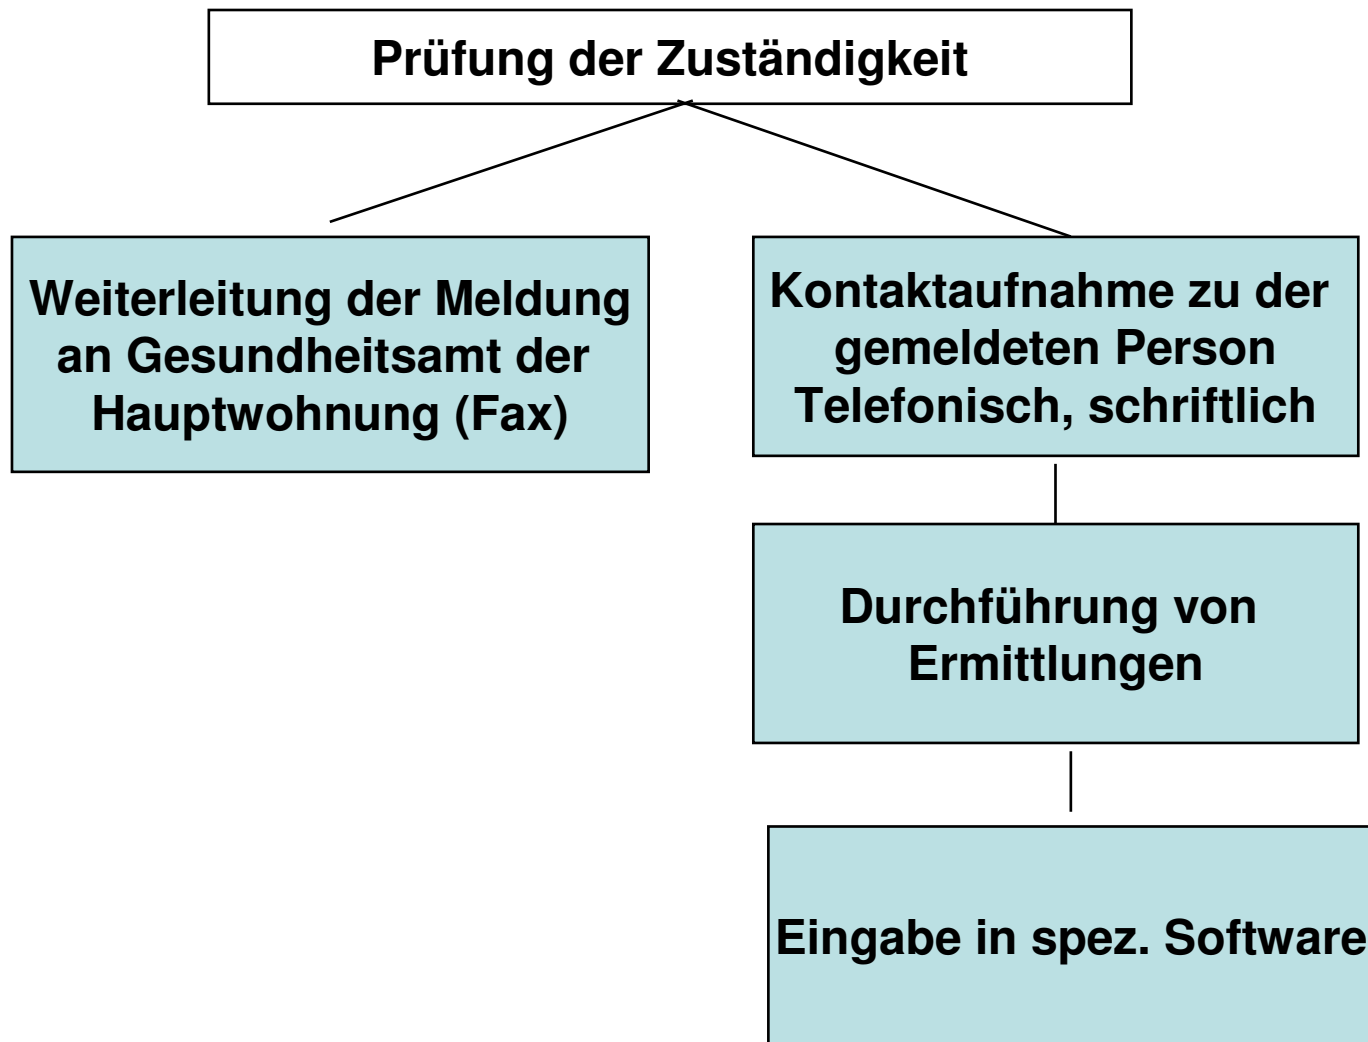 Prüfung der Zuständigkeit
Weiterleitung der Meldung
an Gesundheitsamt der
Hauptwohnung (Fax)
Kontaktaufnahme zu der
gemeldeten Person
Telefonisch, schriftlich
Durchführung von
Ermittlungen
Eingabe in spez. Software